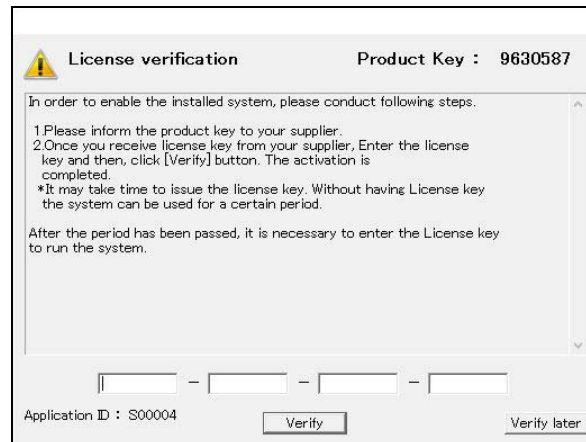 License verification Product Key : 9630587
In order to enable the installed system, please conduct following steps.
1.Please inform the product key to your supplier.
2.Once you receive license key from your supplier, Enter the license
key and then, click [Verify] button. The activation is
completed.
*It may take time to issue the license key. Without having License key
the system can be used for a certain period.
After the period has been passed, it is necessary to enter the License key
to run the system.
– – –
Application ID : S00004 Verify Verify later